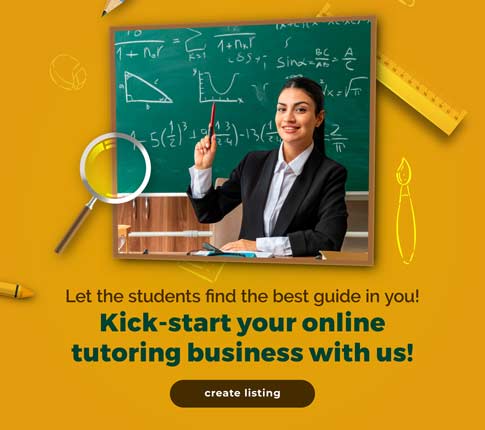 Let the students find the best guide in you!
Kick-start your online
tutoring business with us!
create listing